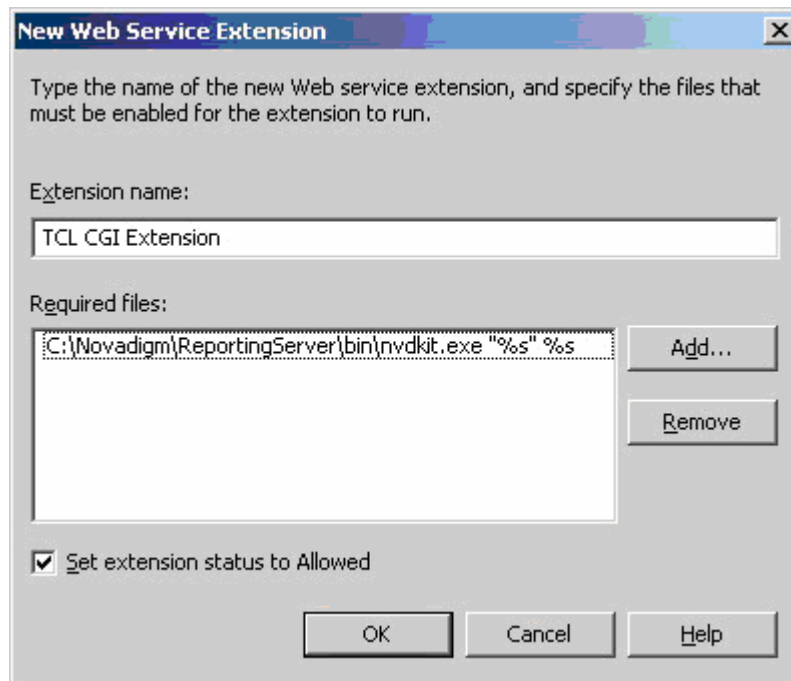 New Web Service Extension
Type the name of the new Web service extension, and specify the files that
must be enabled for the extension to run.
Extension name:
TCL CGI Extension
Required files:
C:\Novadigm\ReportingServer\bin\nvdkit.exe "%s" %s
Add...
Remove
Set extension status to Allowed
OK
Cancel
Help